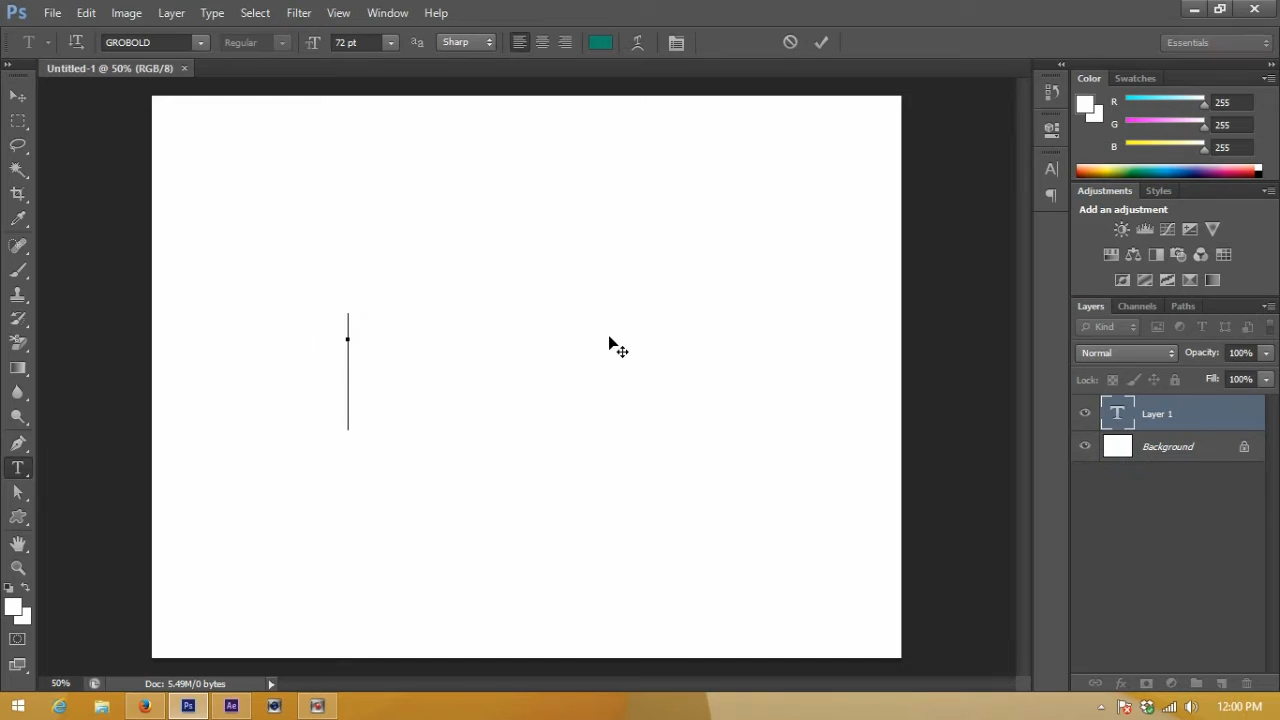 Ps File Edit Image Layer Type Select Filter View Window Help
T GROBOLD Regular 72 pt Sharp Essentials
Untitled-1 @ 50% (RGB/8) ×
Color Swatches
R 255
G 255
B 255
Adjustments Styles
Add an adjustment
Layers Channels Paths
Kind
Normal Opacity: 100%
Lock: Fill: 100%
T Layer 1
Background
50% Doc: 5.49M/0 bytes
Ps Ae 12:00 PM